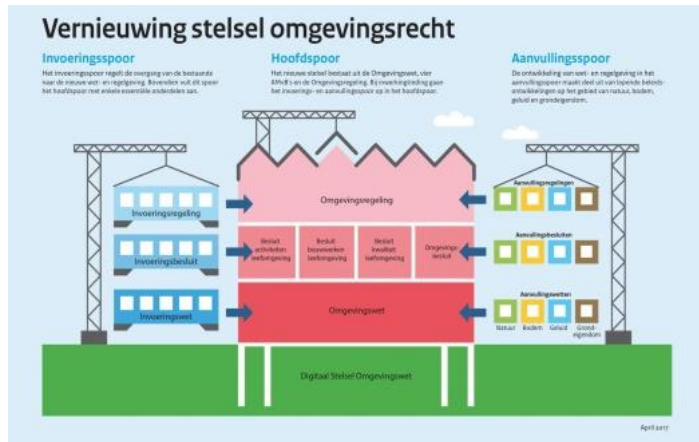 Vernieuwing stelsel omgevingsrecht
Invoeringsspoor
Het invoeringsspoor regelt de overgang van de bestaande
naar de nieuwe wet- en regelgeving. Bovendien vult dit spoor
het hoofdspoor met enkele essentiële onderdelen aan.
Hoofdspoor
Het nieuwe stelsel bestaat uit de Omgevingswet, vier
AMvB's en de Omgevingsregeling. Bij inwerkingtreding gaan
het invoerings- en aanvullingsspoor op in het hoofdspoor.
Aanvullingsspoor
De ontwikkeling van wet- en regelgeving in het
aanvullingsspoor maakt deel uit van lopende beleids-
ontwikkelingen op het gebied van natuur, bodem,
geluid en grondeigendom.
Invoeringsregeling
Omgevingsregeling
Aanvullingsregelingen
Invoeringsbesluit
Besluit
activiteiten
leefomgeving
Besluit
bouwwerken
leefomgeving
Besluit
kwaliteit
leefomgeving
Omgevings-
besluit
Aanvullingsbesluiten
Invoeringswet
Omgevingswet
Aanvullingswetten
Natuur
Bodem
Geluid
Grond-
eigendom
Digitaal Stelsel Omgevingswet
April 2017